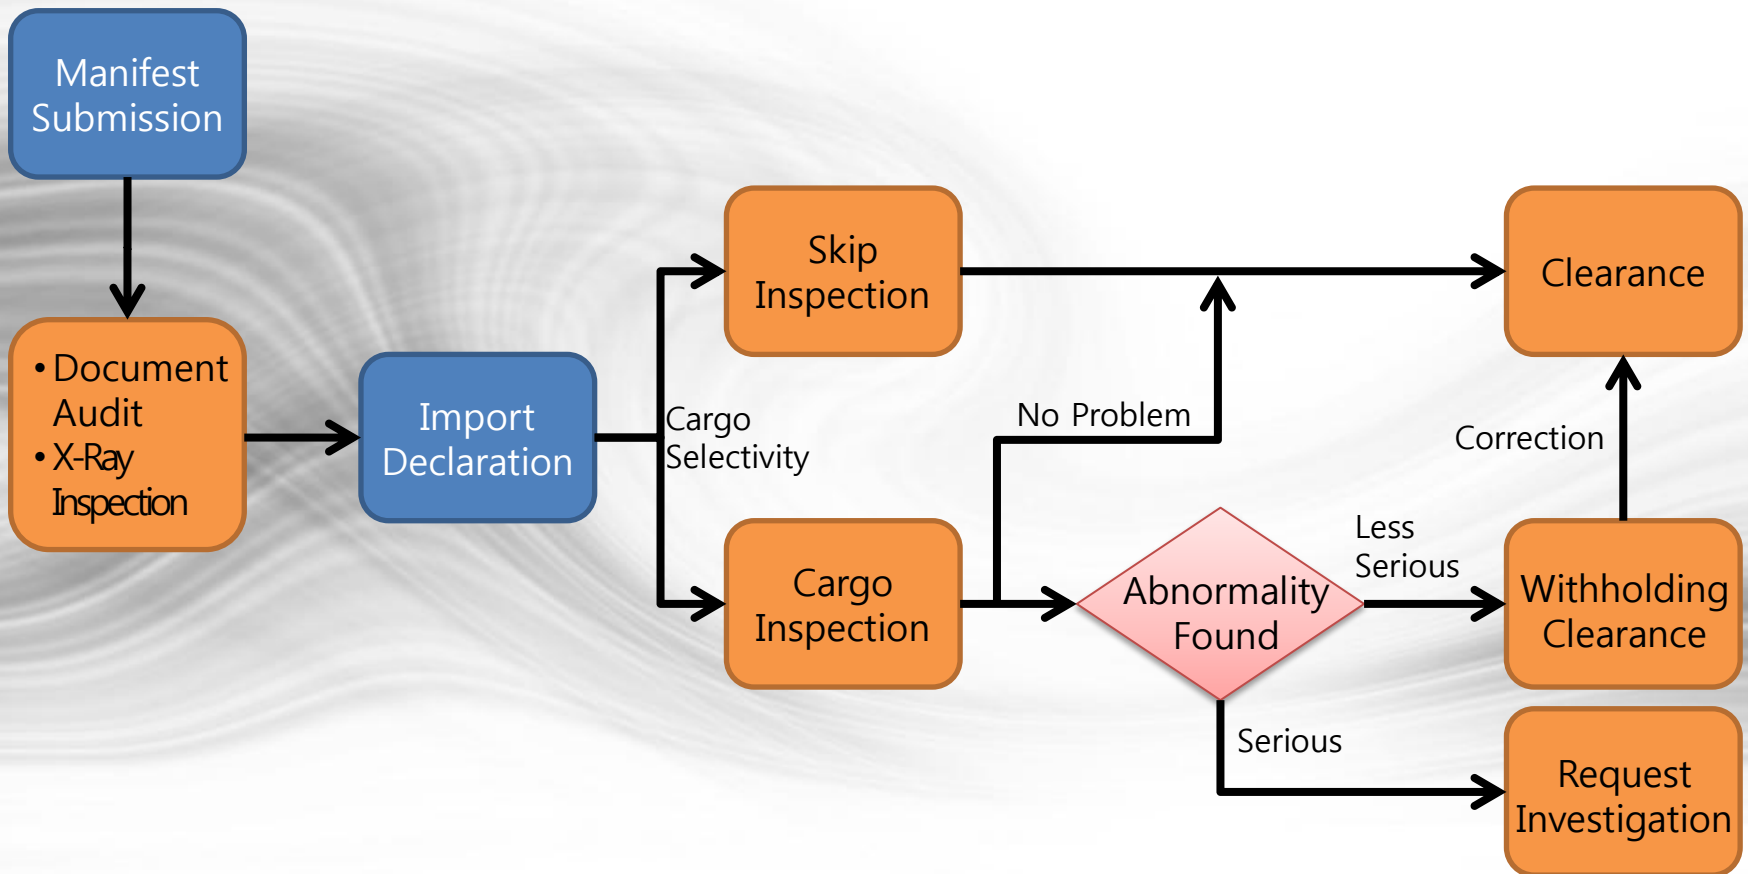 Manifest
Submission
• Document
Audit
• X-Ray
Inspection
Import
Declaration
Cargo
Selectivity
Skip
Inspection
Cargo
Inspection
No Problem
Abnormality
Found
Less
Serious
Serious
Clearance
Correction
Withholding
Clearance
Request
Investigation